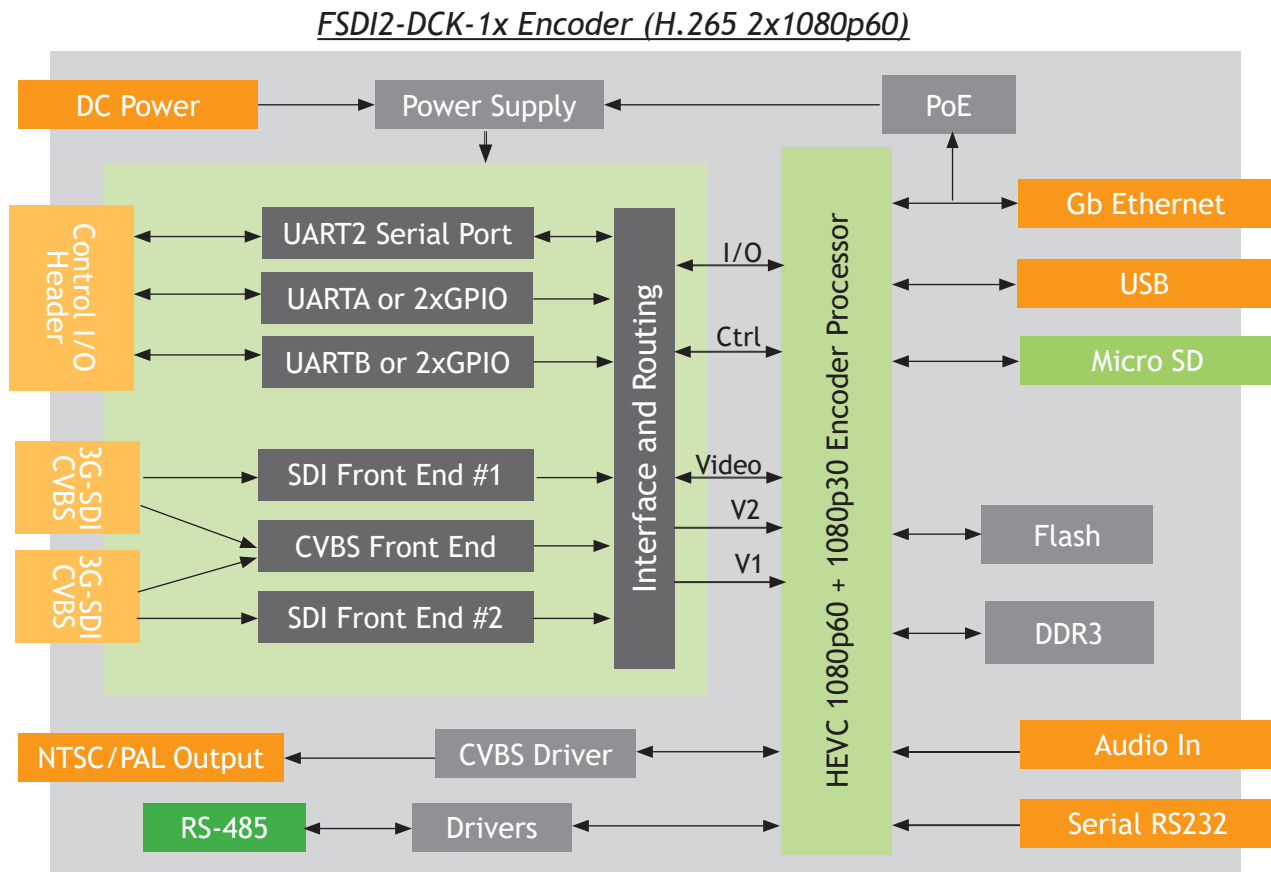 FSDI2-DCK-1x Encoder (H.265 2x1080p60)
DC Power
Power Supply
PoE
Control I/O
Header
UART2 Serial Port
UARTA or 2xGPIO
UARTB or 2xGPIO
3G-SDI
CVBS
3G-SDI
CVBS
SDI Front End #1
CVBS Front End
SDI Front End #2
Interface and Routing
I/O
Ctrl
Video
V2
V1
HEVC 1080p60 + 1080p30 Encoder Processor
Gb Ethernet
USB
Micro SD
Flash
DDR3
Audio In
Serial RS232
NTSC/PAL Output
CVBS Driver
RS-485
Drivers